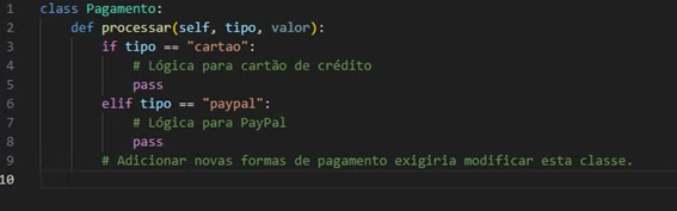 1 class Pagamento:
2     def processar(self, tipo, valor):
3         if tipo == "cartao":
4             # Lógica para cartão de crédito
5             pass
6         elif tipo == "paypal":
7             # Lógica para PayPal
8             pass
9         # Adicionar novas formas de pagamento exigiria modificar esta classe.
10